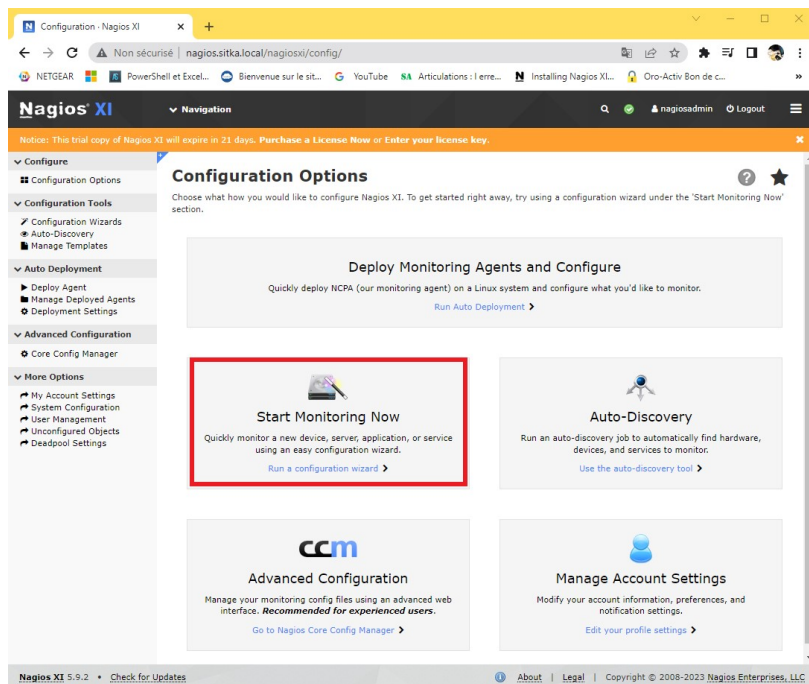 Configuration · Nagios XI
Non sécurisé | nagios.sitka.local/nagiosxi/config/
NETGEAR
PowerShell et Excel...
Bienvenue sur le sit...
YouTube
Articulations : l erre...
Installing Nagios XI...
Oro-Activ Bon de c...
»
Nagios® XI
Navigation
nagiosadmin
Logout
Notice: This trial copy of Nagios XI will expire in 21 days. Purchase a License Now or Enter your license key.
Configure
Configuration Options
Configuration Tools
Configuration Wizards
Auto-Discovery
Manage Templates
Auto Deployment
Deploy Agent
Manage Deployed Agents
Deployment Settings
Advanced Configuration
Core Config Manager
More Options
My Account Settings
System Configuration
User Management
Unconfigured Objects
Deadpool Settings
Configuration Options
Choose what how you would like to configure Nagios XI. To get started right away, try using a configuration wizard under the 'Start Monitoring Now'
section.
Deploy Monitoring Agents and Configure
Quickly deploy NCPA (our monitoring agent) on a Linux system and configure what you'd like to monitor.
Run Auto Deployment
Start Monitoring Now
Quickly monitor a new device, server, application, or service
using an easy configuration wizard.
Run a configuration wizard
Auto-Discovery
Run an auto-discovery job to automatically find hardware,
devices, and services to monitor.
Use the auto-discovery tool
ccm
Advanced Configuration
Manage your monitoring config files using an advanced web
interface. Recommended for experienced users.
Go to Nagios Core Config Manager
Manage Account Settings
Modify your account information, preferences, and
notification settings.
Edit your profile settings
Nagios XI 5.9.2 • Check for Updates
About | Legal | Copyright © 2008-2023 Nagios Enterprises, LLC